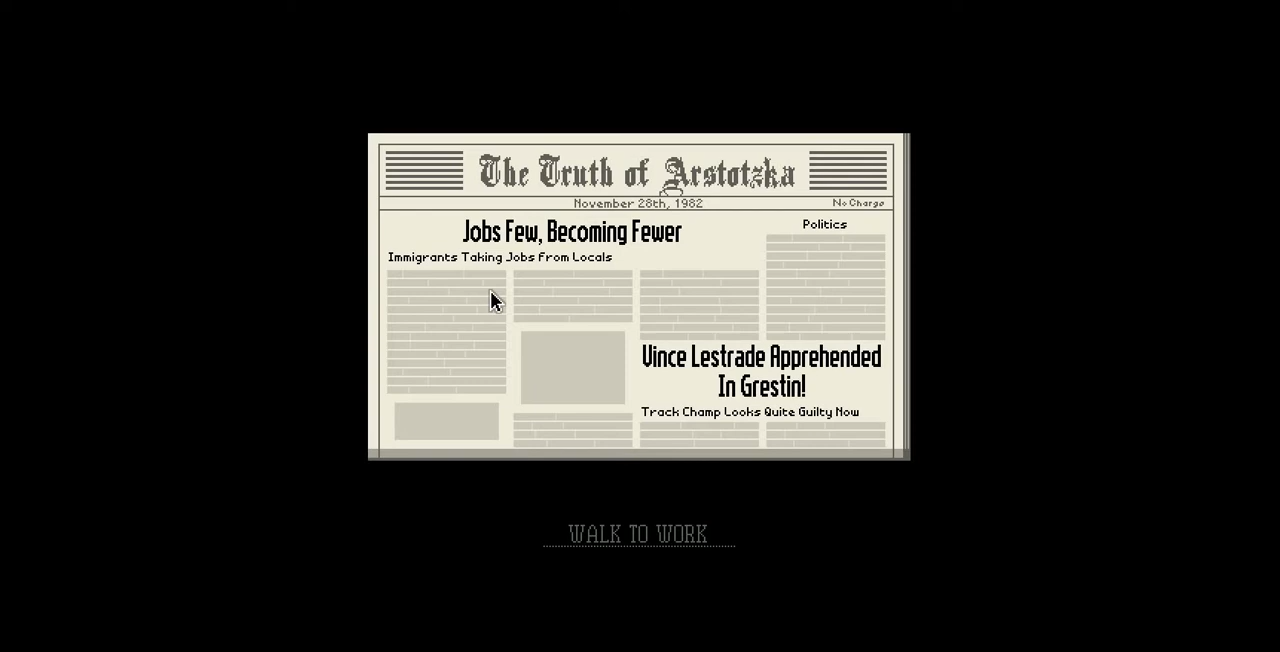 The Truth of Arstotzka
November 28th, 1982
No Charge
Jobs Few, Becoming Fewer
Immigrants Taking Jobs From Locals
Politics
Vince Lestrade Apprehended
In Grestin!
Track Champ Looks Quite Guilty Now
WALK TO WORK